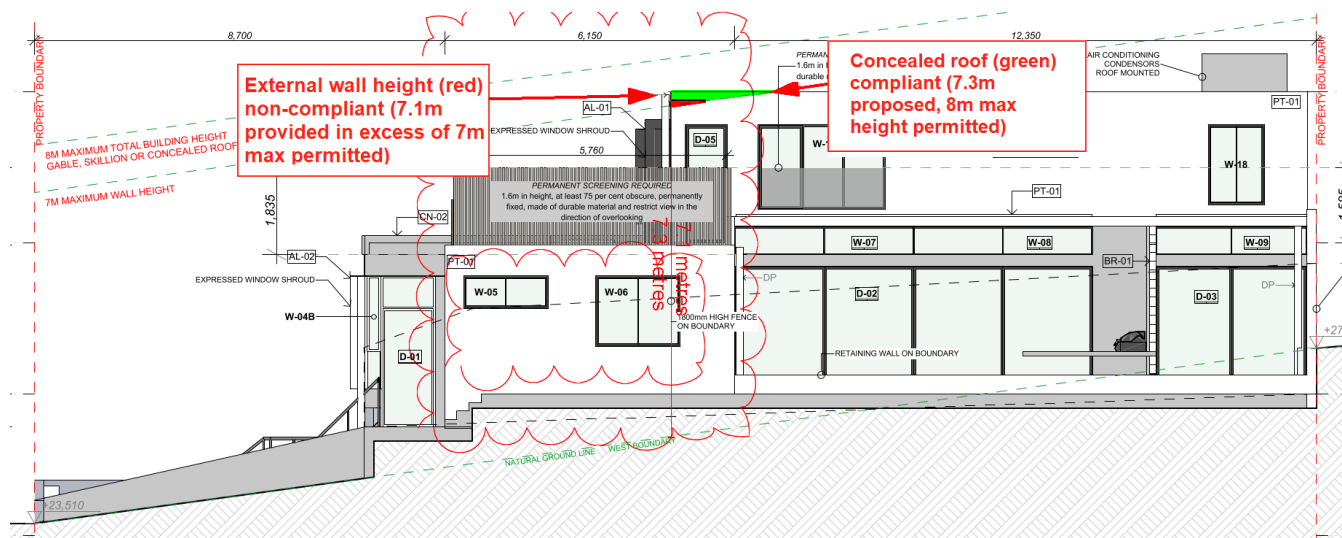 8,700
6,150
12,350
PROPERTY BOUNDARY
External wall height (red)
non-compliant (7.1m
provided in excess of 7m
max permitted)
Concealed roof (green)
compliant (7.3m
proposed, 8m max
height permitted)
1.6m in
AIR CONDITIONING
CONDENSORS
ROOF MOUNTED
PROPERTY BOUNDARY
PT-01
AL-01
EXPRESSED WINDOW SHROUD
D-05
W-18
8M MAXIMUM TOTAL BUILDING HEIGHT
GABLE, SKILLION OR CONCEALED ROOF
5,760
7M MAXIMUM WALL HEIGHT
PERMANENT SCREENING REQUIRED
1.6m in height, at least 75 per cent obscure, permanently
fixed, made of durable material and restrict view in the
direction of overlooking
1,835
PT-01
CN-02
7.1 metres
7.3 metres
W-07
W-08
W-09
AL-02
PT-01
BR-01
EXPRESSED WINDOW SHROUD
DP
DP
W-05
W-06
D-02
D-03
W-04B
1800mm HIGH FENCE
ON BOUNDARY
D-01
RETAINING WALL ON BOUNDARY
NATURAL GROUND LINE
WEST BOUNDARY
+23,510